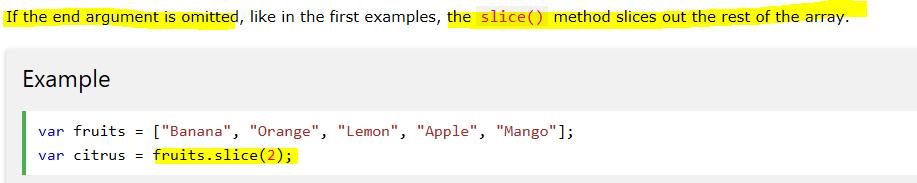 If the end argument is omitted, like in the first examples, the slice() method slices out the rest of the array.
Example
var fruits = ["Banana", "Orange", "Lemon", "Apple", "Mango"];
var citrus = fruits.slice(2);